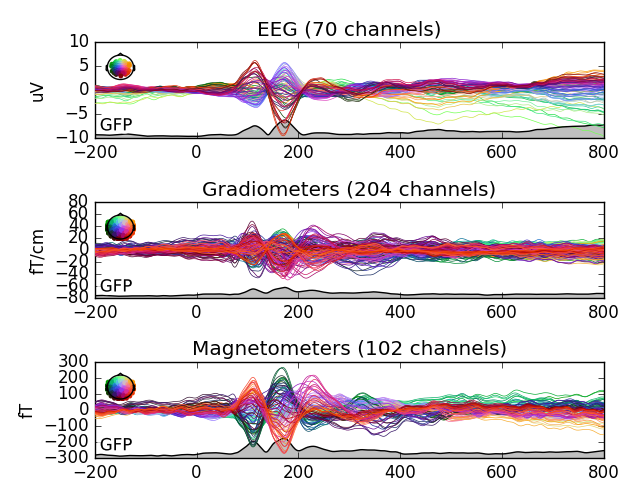 EEG (70 channels)
10
5
0
−5
−10
uV
GFP
−200 0 200 400 600 800
Gradiometers (204 channels)
80
60
40
20
0
−20
−40
−60
−80
fT/cm
GFP
−200 0 200 400 600 800
Magnetometers (102 channels)
300
200
100
0
−100
−200
−300
fT
GFP
−200 0 200 400 600 800